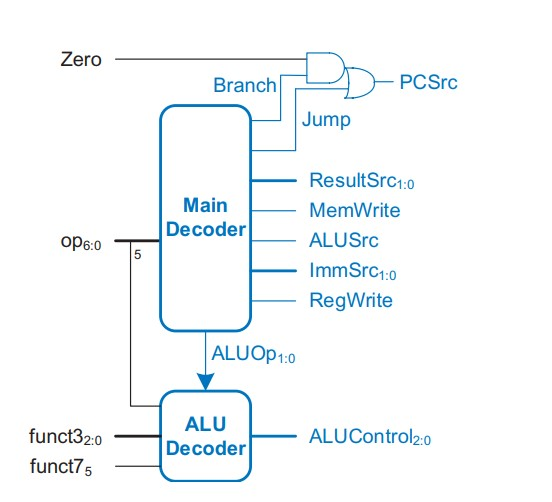 Zero
Branch
PCSrc
Jump
ResultSrc1:0
Main
Decoder
MemWrite
op6:0
5
ALUSrc
ImmSrc1:0
RegWrite
ALUOp1:0
ALU
Decoder
funct32:0
ALUControl2:0
funct75